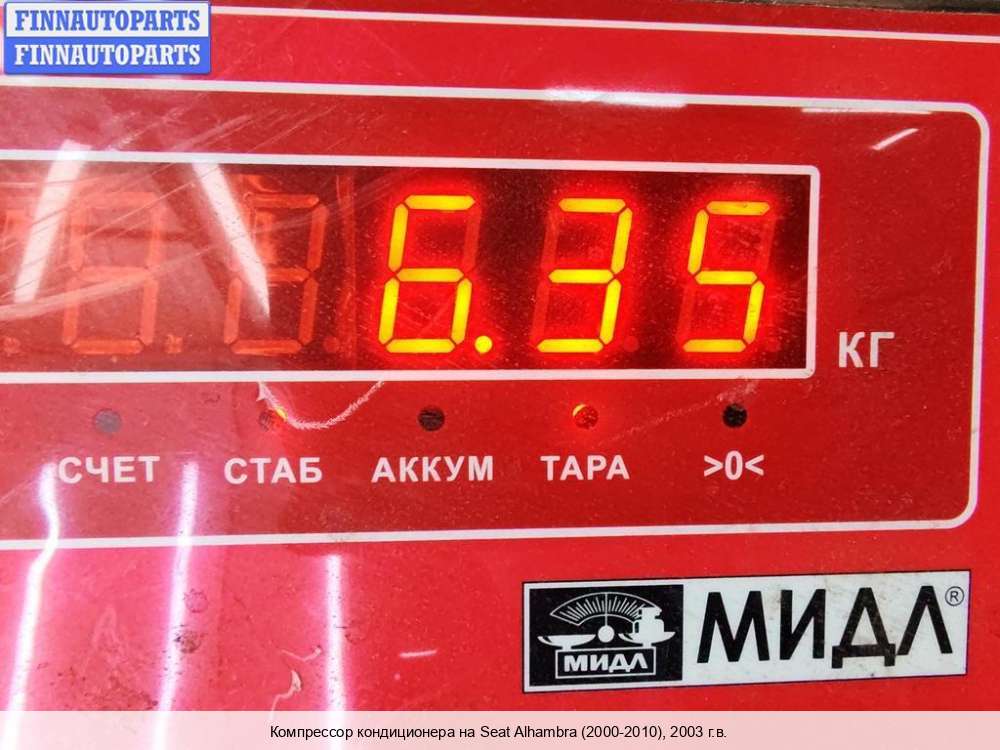 FINNAUTOPARTS
FINNAUTOPARTS
6.35
КГ
СЧЕТ СТАБ АККУМ ТАРА >0<
МИДЛ МИДЛ®
Компрессор кондиционера на Seat Alhambra (2000-2010), 2003 г.в.